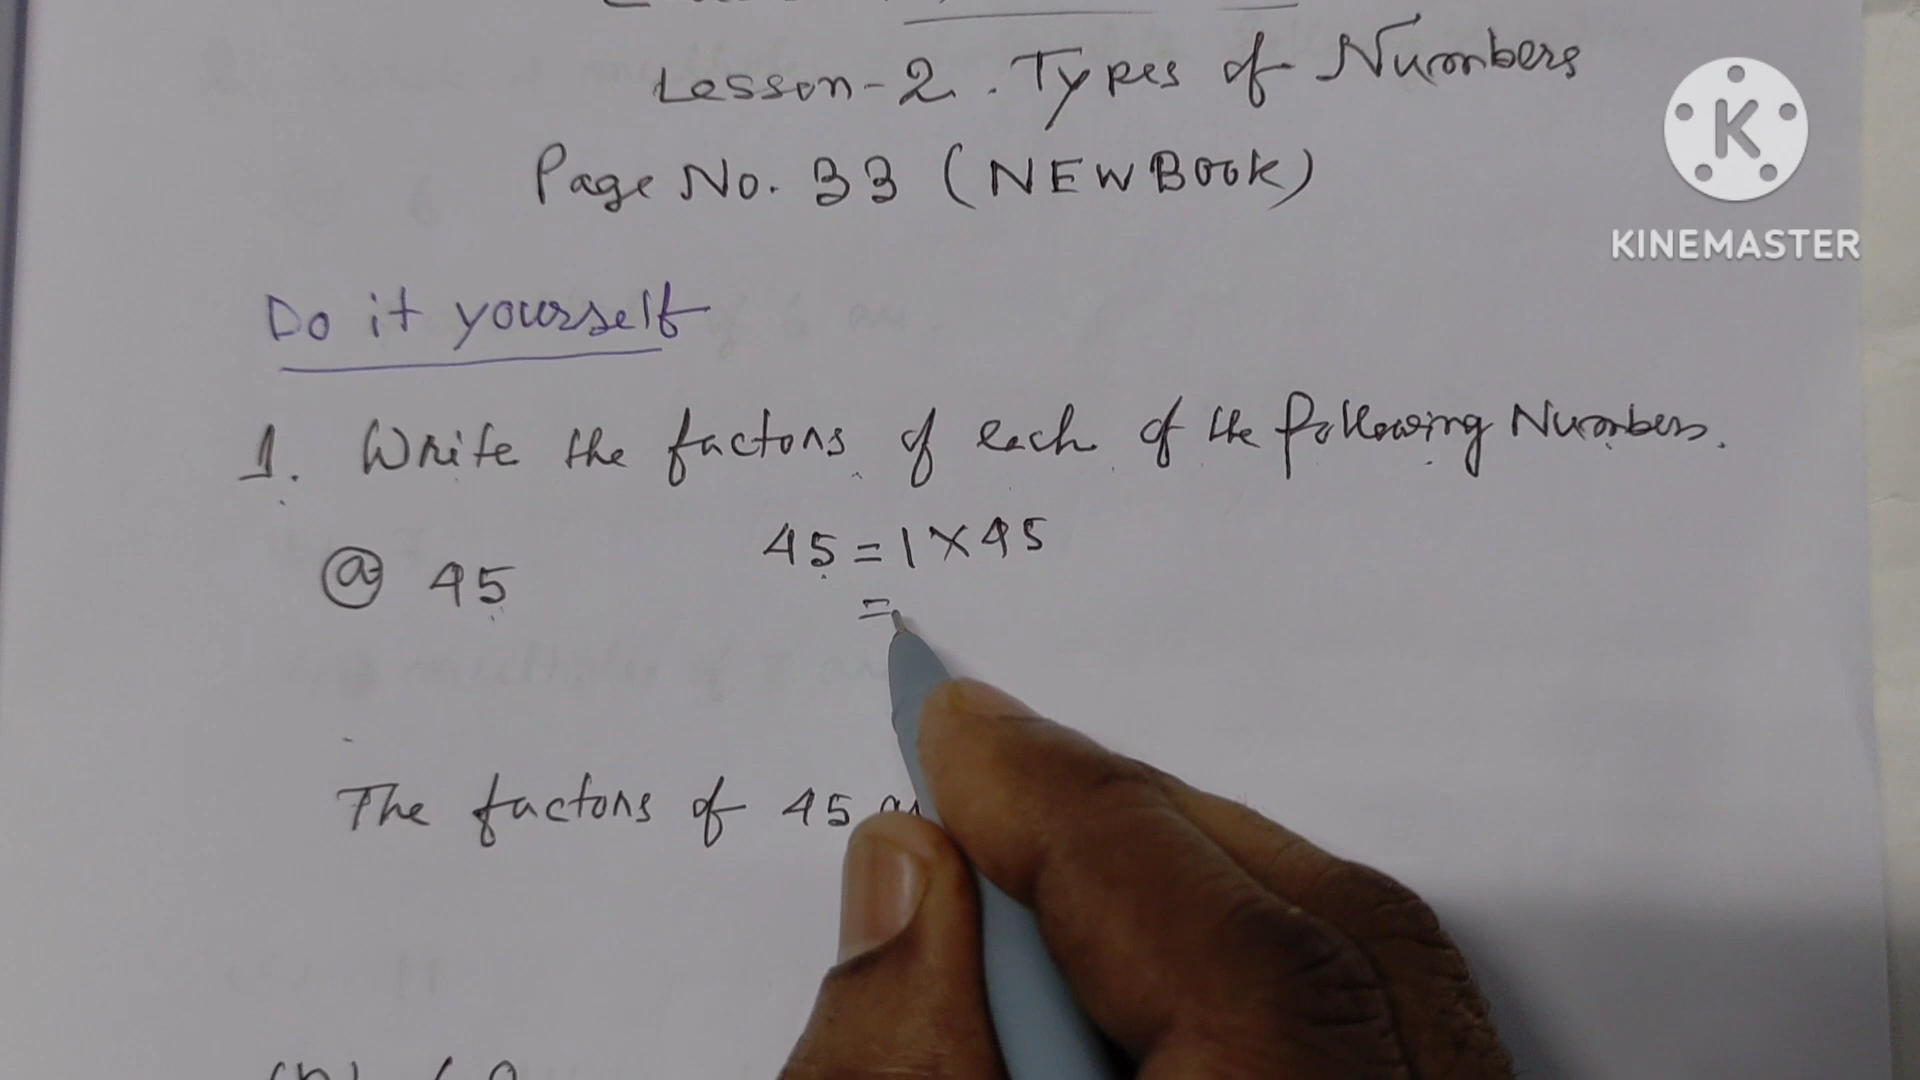 Lesson-2. Types of Numbers
Page No. 33 (NEW BOOK)
K
KINEMASTER
Do it yourself
1. Write the factors of each of the following Numbers.
ⓐ 45
45 = 1 × 45
=
The factors of 45